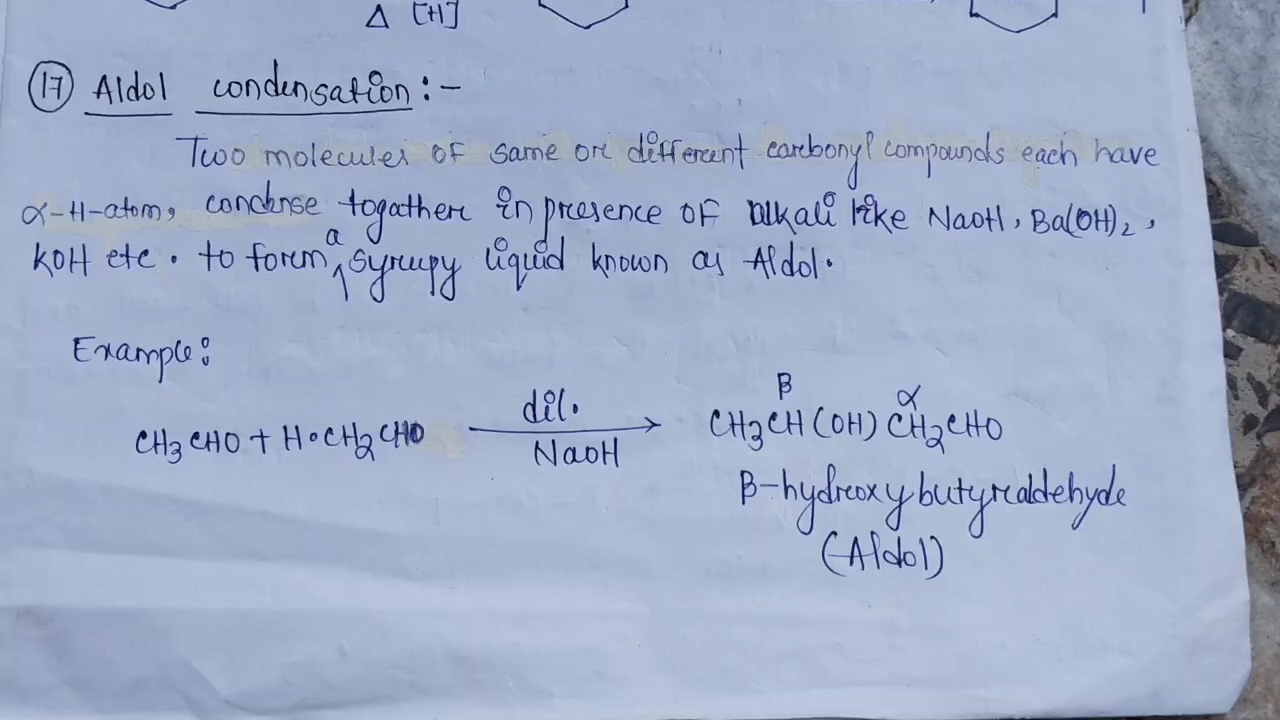 Δ [H]
17 Aldol condensation :-
Two molecules of same or different carbonyl compounds each have
α-H-atom, condense togather in presence of alkali like NaOH, Ba(OH)2,
KOH etc. to form a syrupy liquid known as Aldol.
Example:
CH3CHO + H·CH2CHO dil. NaOH → CH3CH(OH)CH2CHO
β α
β-hydroxybutyraldehyde
(Aldol)